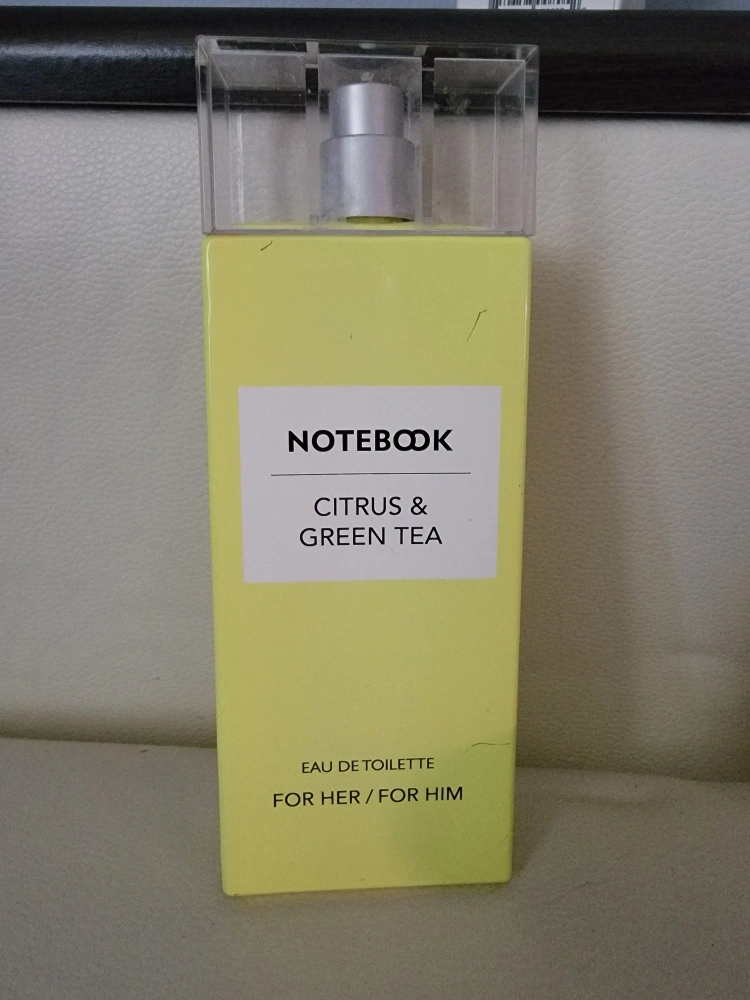 NOTEBOOK
CITRUS &
GREEN TEA
EAU DE TOILETTE
FOR HER / FOR HIM